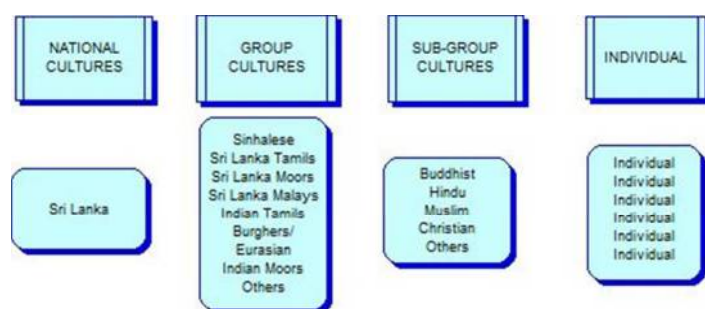 NATIONAL
CULTURES
GROUP
CULTURES
SUB-GROUP
CULTURES
INDIVIDUAL
Sri Lanka
Sinhalese
Sri Lanka Tamils
Sri Lanka Moors
Sri Lanka Malays
Indian Tamils
Burghers/
Eurasian
Indian Moors
Others
Buddhist
Hindu
Muslim
Christian
Others
Individual
Individual
Individual
Individual
Individual
Individual